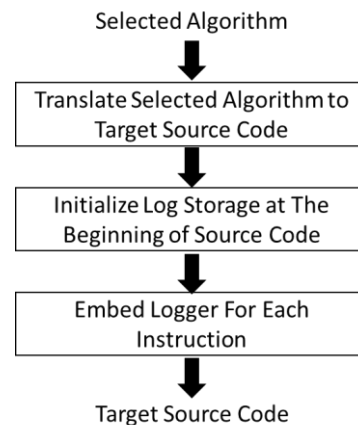 Selected Algorithm
Translate Selected Algorithm to
Target Source Code
Initialize Log Storage at The
Beginning of Source Code
Embed Logger For Each
Instruction
Target Source Code